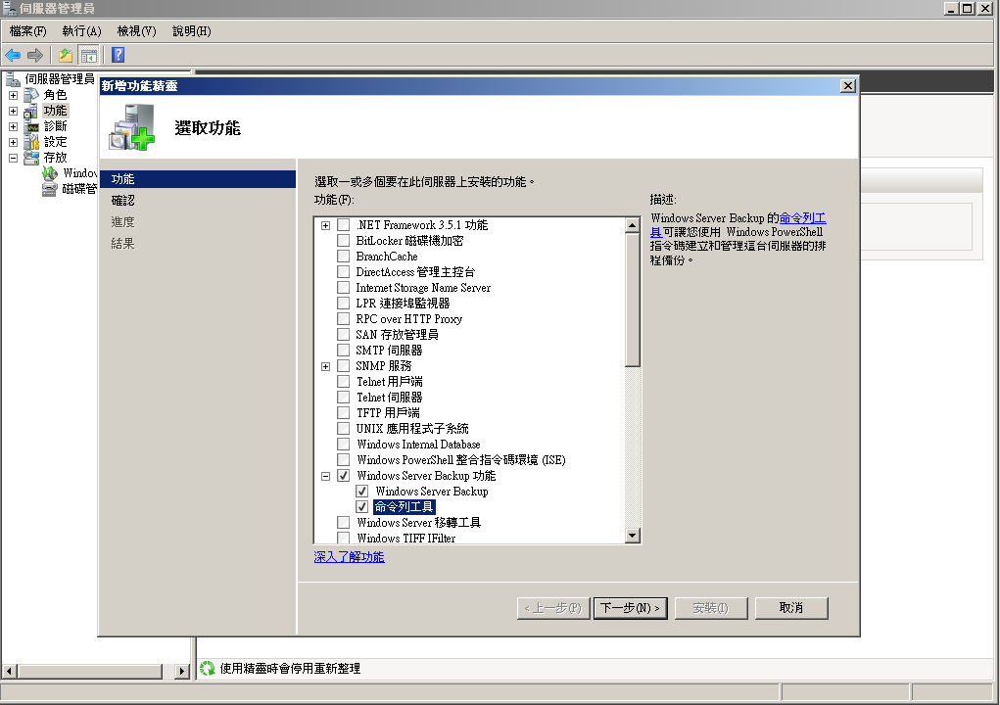 伺服器管理員
檔案(F) 執行(A) 檢視(V) 說明(H)
伺服器管理員
角色
功能
診斷
設定
存放
Window
磁碟管
新增功能精靈
選取功能
功能
確認
進度
結果
選取一或多個要在此伺服器上安裝的功能。
功能(F):
.NET Framework 3.5.1 功能
BitLocker 磁碟機加密
BranchCache
DirectAccess 管理主控台
Internet Storage Name Server
LPR 連接埠監視器
RPC over HTTP Proxy
SAN 存放管理員
SMTP 伺服器
SNMP 服務
Telnet 用戶端
Telnet 伺服器
TFTP 用戶端
UNIX 應用程式子系統
Windows Internal Database
Windows PowerShell 整合指令碼環境 (ISE)
Windows Server Backup 功能
Windows Server Backup
命令列工具
Windows Server 移轉工具
Windows TIFF IFilter
深入了解功能
描述:
Windows Server Backup 的命令列工
具可讓您使用 Windows PowerShell
指令碼建立和管理這台伺服器的排
程備份。
< 上一步(P) 下一步(N) > 安裝(I) 取消
使用精靈時會停用重新整理